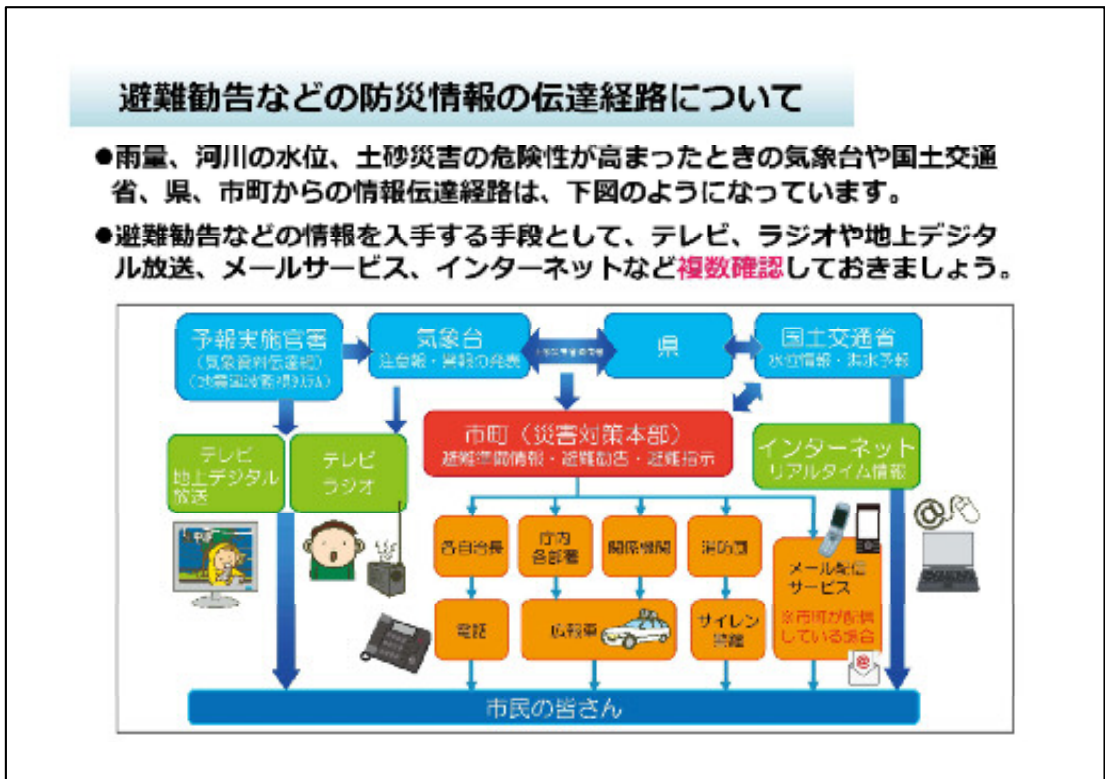 避難勧告などの防災情報の伝達経路について
●雨量、河川の水位、土砂災害の危険性が高まったときの気象台や国土交通
省、県、市町からの情報伝達経路は、下図のようになっています。
●避難勧告などの情報を入手する手段として、テレビ、ラジオや地上デジタ
ル放送、メールサービス、インターネットなど複数確認しておきましょう。
予報実施官署
(気象資料伝達網)
気象台
注意報・警報の発表
県
国土交通省
水位情報・洪水予報
テレビ
地上デジタル
放送
テレビ
ラジオ
市町（災害対策本部）
避難準備情報・避難勧告・避難指示
インターネット
リアルタイム情報
各自治長
庁内
各部署
関係機関
消防団
メール配信
サービス
※市町が配信
している場合
電話
広報車
サイレン
警鐘
@
@
市民の皆さん